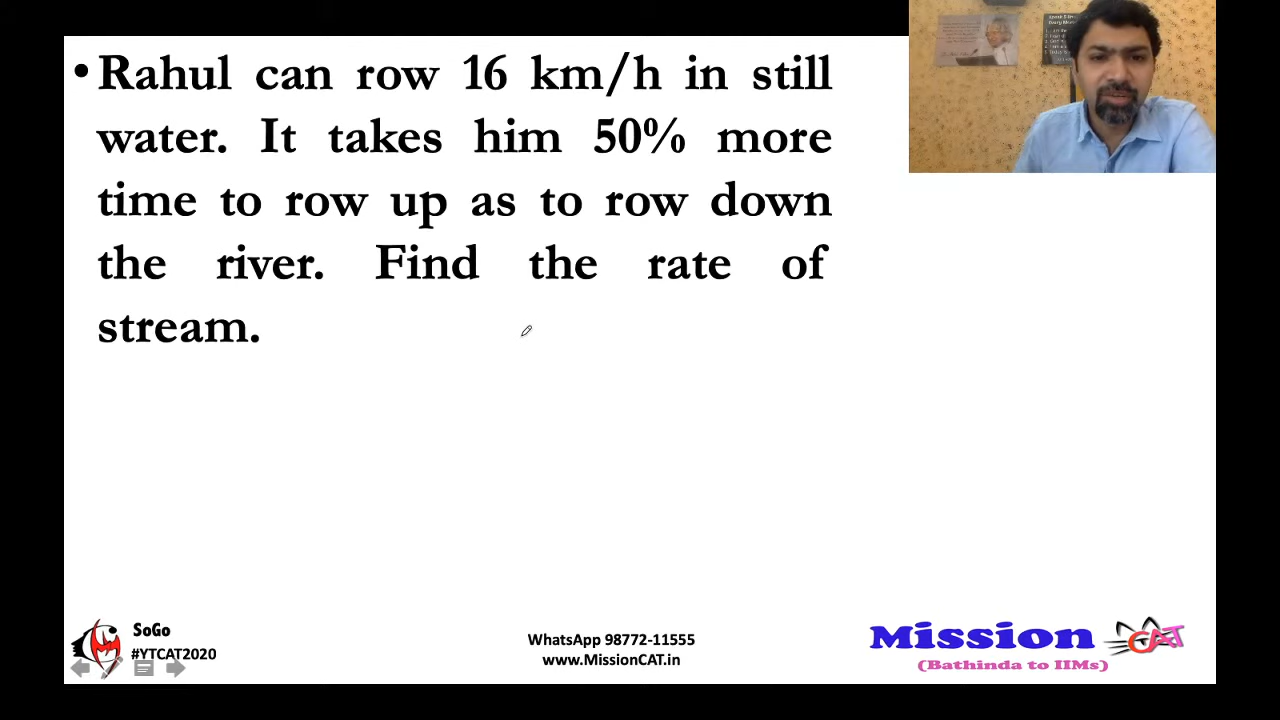 • Rahul can row 16 km/h in still
water. It takes him 50% more
time to row up as to row down
the river. Find the rate of
stream.
SoGo
#YTCAT2020
WhatsApp 98772-11555
www.MissionCAT.in
Mission CAT
(Bathinda to IIMs)